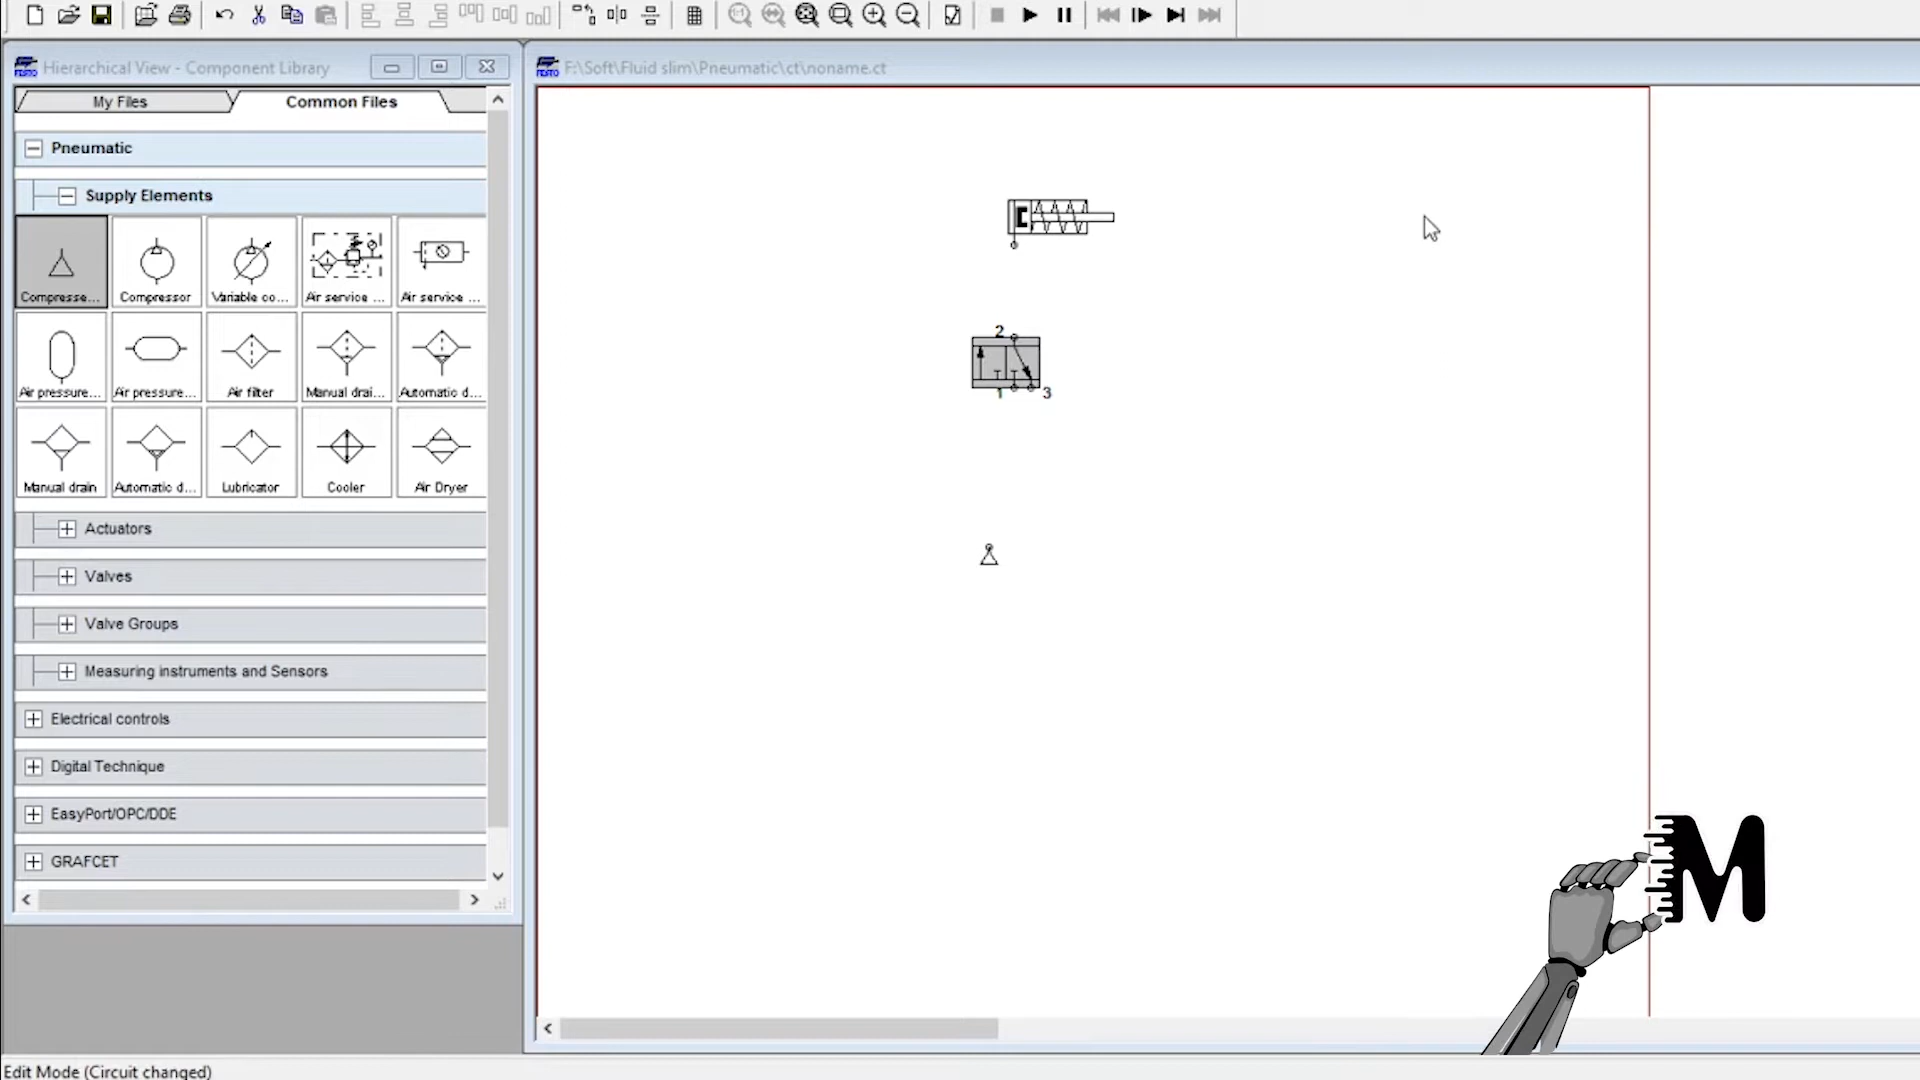 Hierarchical View - Component Library
F:\Soft\Fluid slim\Pneumatic\ct\noname.ct
My Files
Common Files
Pneumatic
Supply Elements
Compresse...
Compressor
Variable co...
Air service ...
Air service ...
Air pressure...
Air pressure...
Air filter
Manual drai...
Automatic d...
Manual drain
Automatic d...
Lubricator
Cooler
Air Dryer
Actuators
Valves
Valve Groups
Measuring instruments and Sensors
Electrical controls
Digital Technique
EasyPort/OPC/DDE
GRAFCET
2
1
3
M
Edit Mode (Circuit changed)